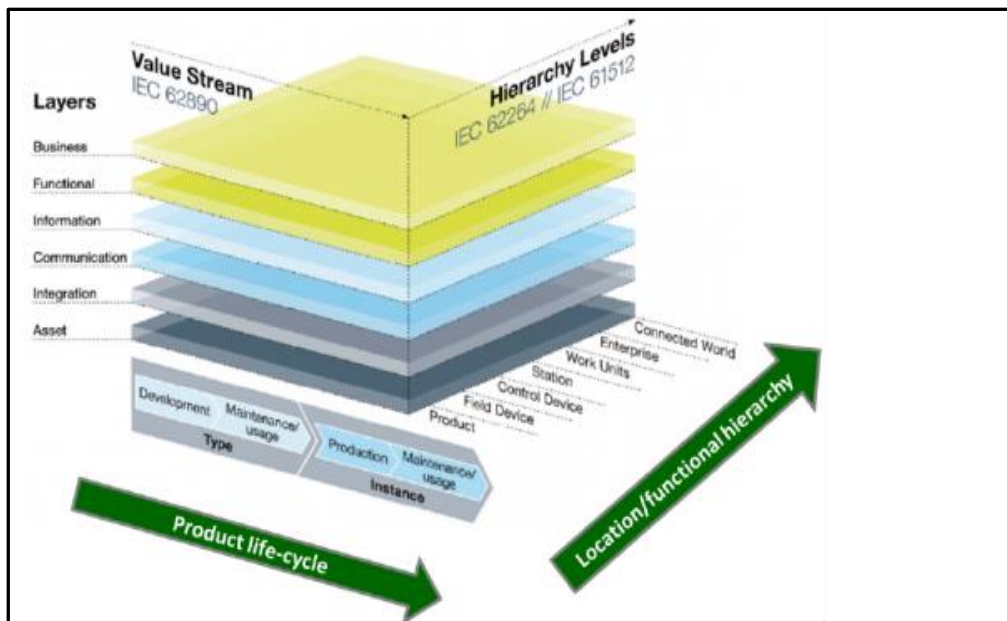 Value Stream
IEC 62890
Hierarchy Levels
IEC 62264 // IEC 61512
Layers
Business
Functional
Information
Communication
Integration
Asset
Connected World
Enterprise
Work Units
Station
Control Device
Field Device
Product
Development
Maintenance/
usage
Type
Production
Maintenance/
usage
Instance
Product life-cycle
Location/functional hierarchy